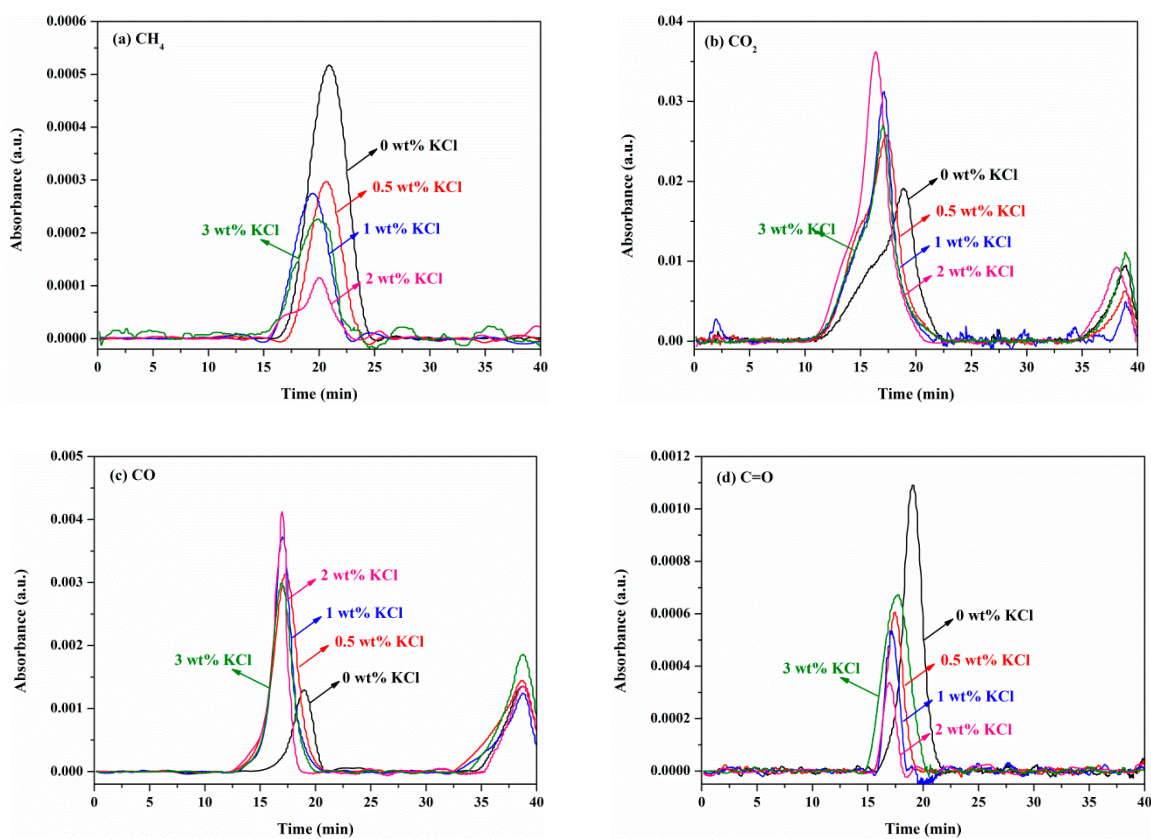 (a) CH4
0.0006
0.0005
0.0004
0.0003
0.0002
0.0001
0.0000
Absorbance (a.u.)
0 wt% KCl
0.5 wt% KCl
3 wt% KCl
1 wt% KCl
2 wt% KCl
0 5 10 15 20 25 30 35 40
Time (min)
(b) CO2
0.04
0.03
0.02
0.01
0.00
Absorbance (a.u.)
0 wt% KCl
3 wt% KCl
0.5 wt% KCl
1 wt% KCl
2 wt% KCl
0 5 10 15 20 25 30 35 40
Time (min)
(c) CO
0.005
0.004
0.003
0.002
0.001
0.000
Absorbance (a.u.)
2 wt% KCl
1 wt% KCl
0.5 wt% KCl
3 wt% KCl
0 wt% KCl
0 5 10 15 20 25 30 35 40
Time (min)
(d) C=O
0.0012
0.0010
0.0008
0.0006
0.0004
0.0002
0.0000
Absorbance (a.u.)
0 wt% KCl
3 wt% KCl
0.5 wt% KCl
1 wt% KCl
2 wt% KCl
0 5 10 15 20 25 30 35 40
Time (min)